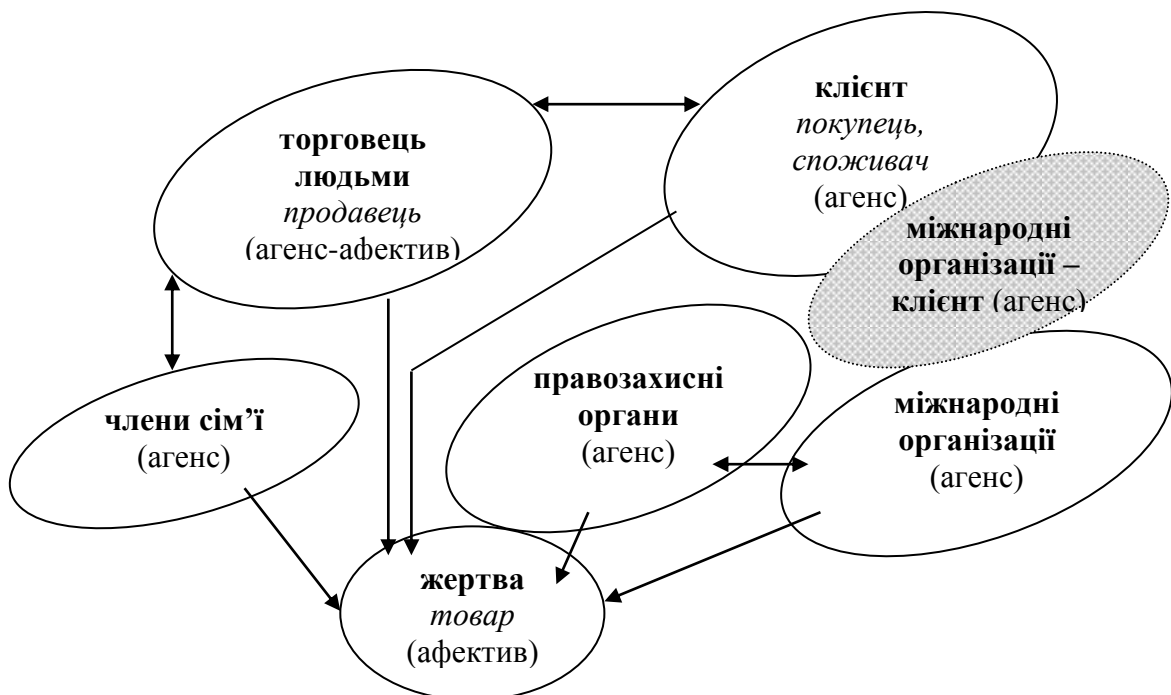 торговець
людьми
продавець
(агенс-афектив)
клієнт
покупець,
споживач
(агенс)
міжнародні
організації –
клієнт (агенс)
члени сім’ї
(агенс)
правозахисні
органи
(агенс)
міжнародні
організації
(агенс)
жертва
товар
(афектив)